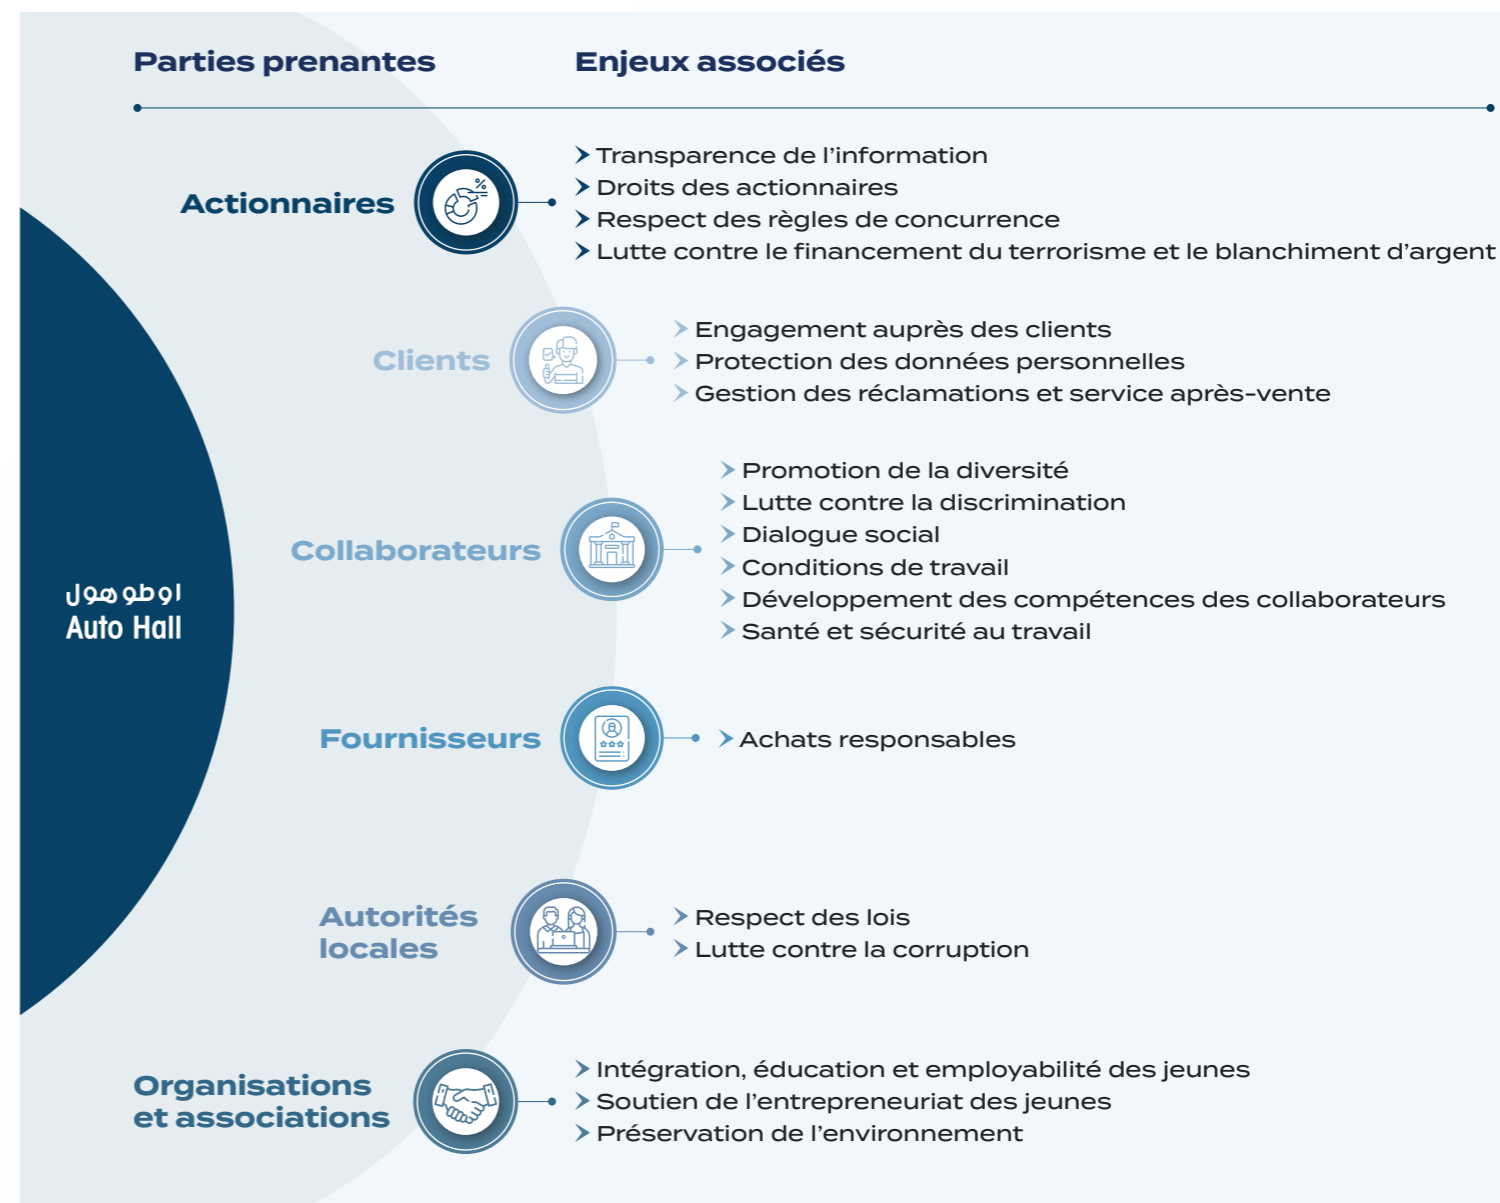 Parties prenantes
Enjeux associés
Actionnaires
Transparence de l'information
Droits des actionnaires
Respect des règles de concurrence
Lutte contre le financement du terrorisme et le blanchiment d'argent
Clients
Engagement auprès des clients
Protection des données personnelles
Gestion des réclamations et service après-vente
Collaborateurs
Promotion de la diversité
Lutte contre la discrimination
Dialogue social
Conditions de travail
Développement des compétences des collaborateurs
Santé et sécurité au travail
اوطوهول
Auto Hall
Fournisseurs
Achats responsables
Autorités
locales
Respect des lois
Lutte contre la corruption
Organisations
et associations
Intégration, éducation et employabilité des jeunes
Soutien de l'entrepreneuriat des jeunes
Préservation de l'environnement